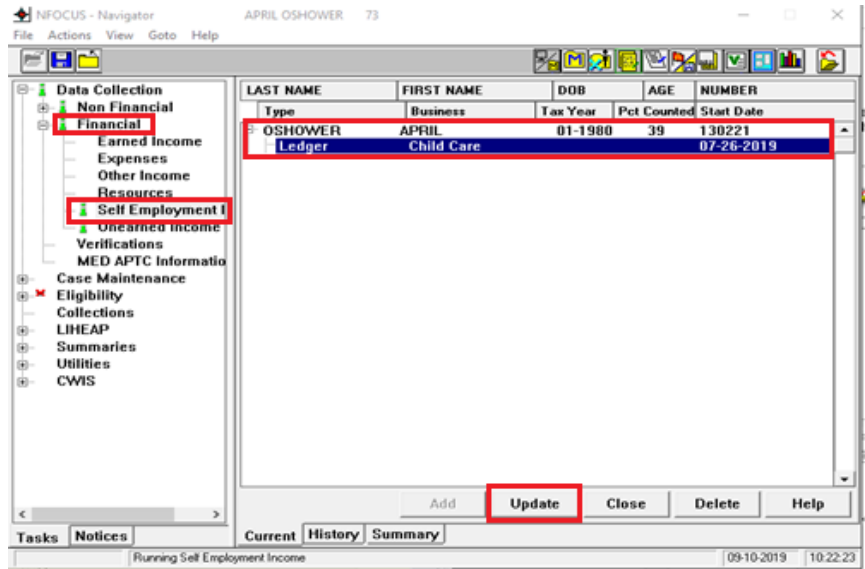 NFOCUS - Navigator APRIL OSHOWER 73
File Actions View Goto Help
Data Collection
Non Financial
Financial
Earned Income
Expenses
Other Income
Resources
Self Employment I
Unearned Income
Verifications
MED APTC Informatio
Case Maintenance
Eligibility
Collections
LIHEAP
Summaries
Utilities
CWIS
Tasks Notices
LAST NAME FIRST NAME DOB AGE NUMBER
Type Business Tax Year Pct Counted Start Date
OSHOWER APRIL 01-1980 39 130221
Ledger Child Care 07-26-2019
Add Update Close Delete Help
Current History Summary
Running Self Employment Income 09-10-2019 10:22:23